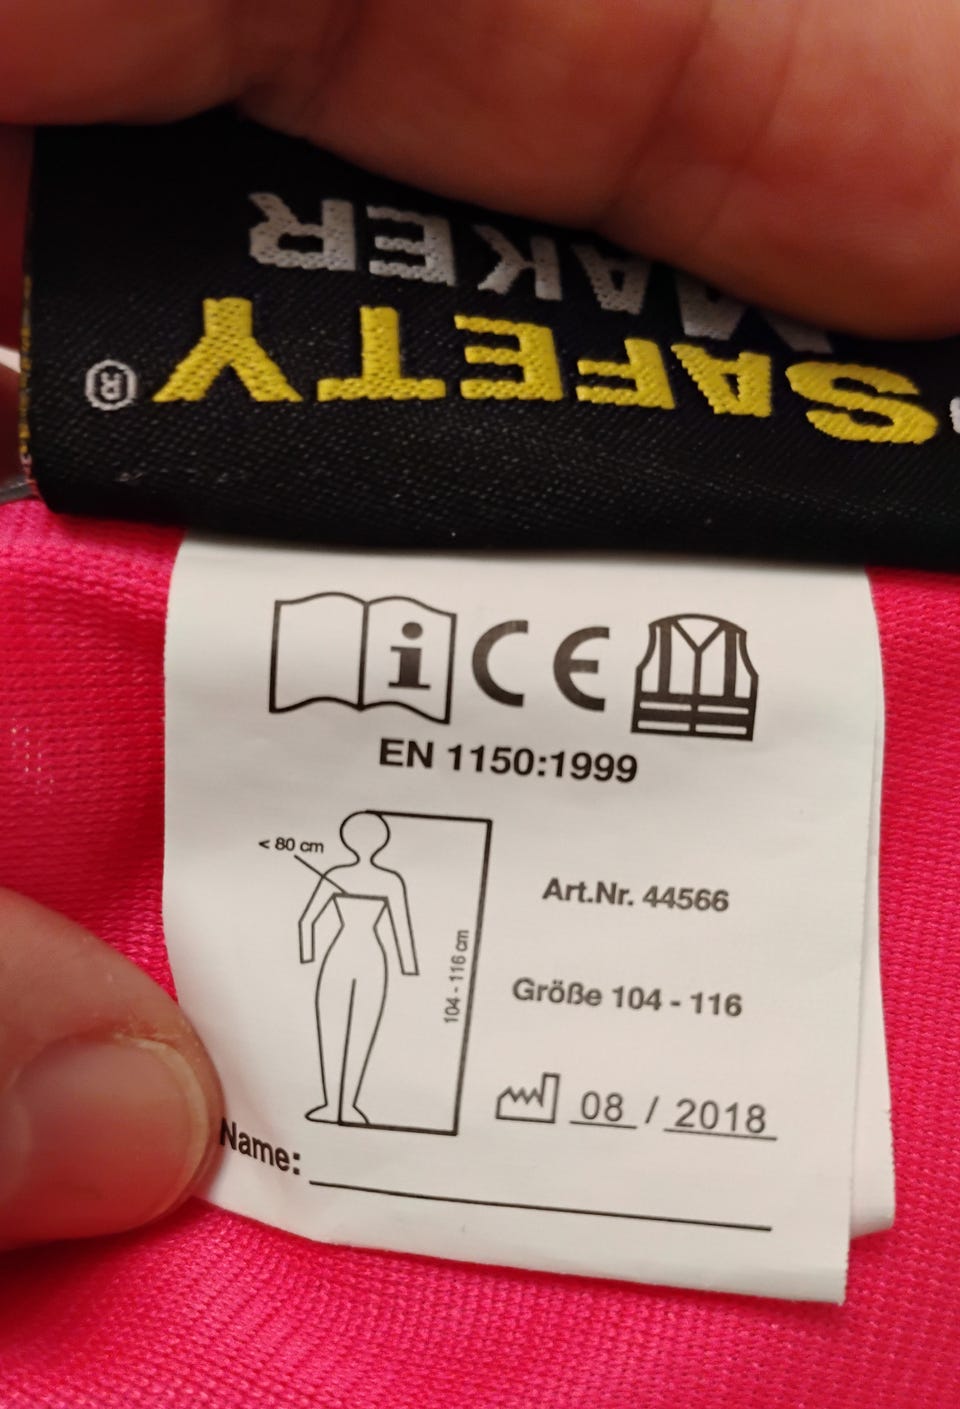 SAFETY®
MAKER
i CE
EN 1150:1999
< 80 cm
104 - 116 cm
Art.Nr. 44566
Größe 104 - 116
08 / 2018
Name: